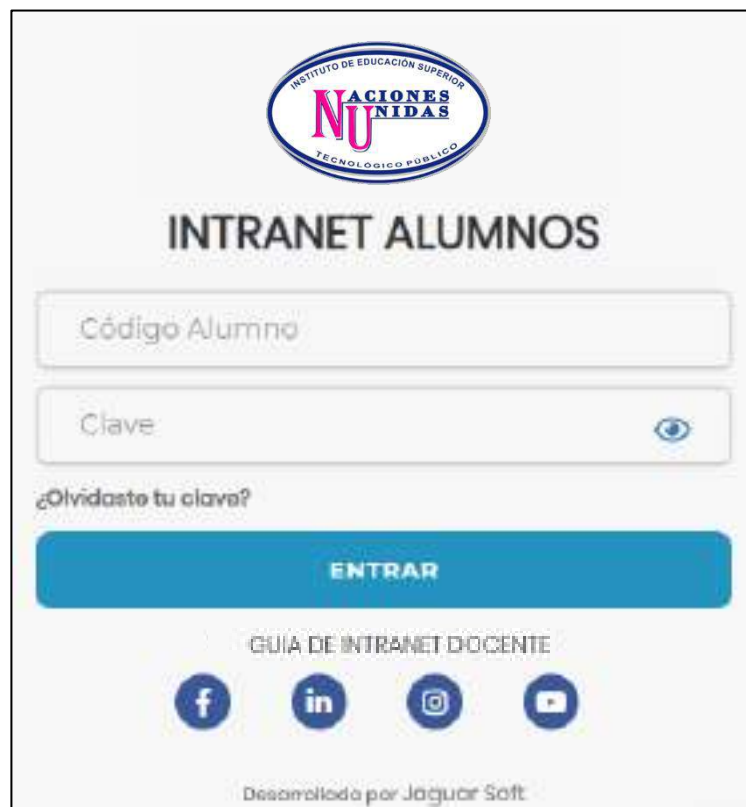 INSTITUTO DE EDUCACIÓN SUPERIOR
NACIONES
UNIDAS
TECNOLÓGICO PÚBLICO
INTRANET ALUMNOS
Código Alumno
Clave
¿Olvidaste tu clave?
ENTRAR
GUIA DE INTRANET DOCENTE
Desarrollado por Jaguar Soft